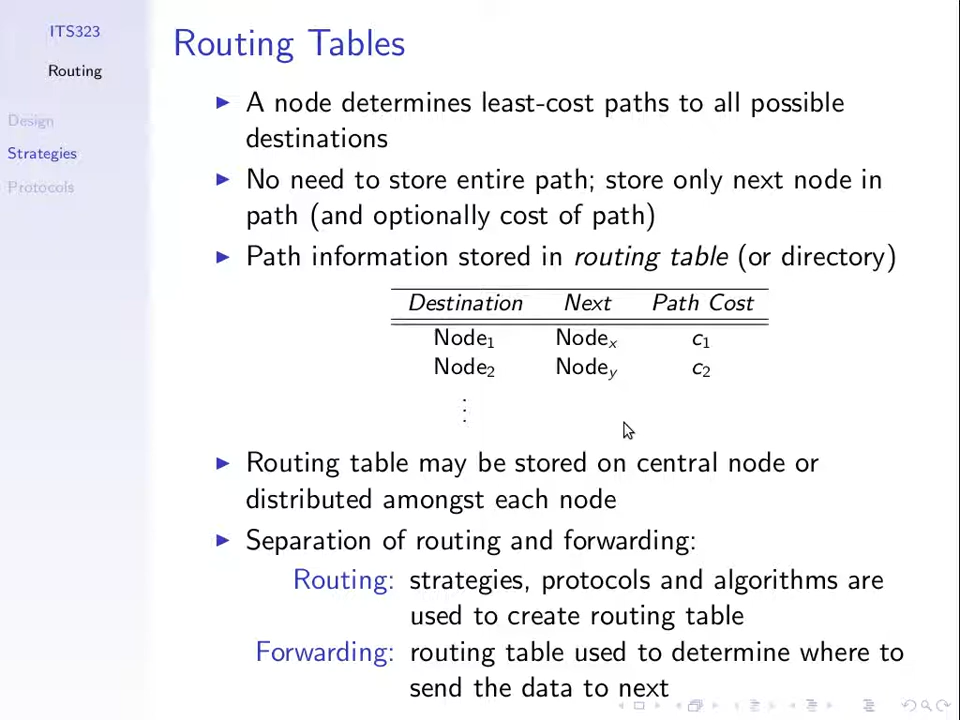 ITS323
Routing
Design
Strategies
Protocols
Routing Tables
A node determines least-cost paths to all possible
destinations
No need to store entire path; store only next node in
path (and optionally cost of path)
Path information stored in routing table (or directory)
Destination Next Path Cost
Node₁ Nodeₓ c₁
Node₂ Node_y c₂
⋮
Routing table may be stored on central node or
distributed amongst each node
Separation of routing and forwarding:
Routing: strategies, protocols and algorithms are
used to create routing table
Forwarding: routing table used to determine where to
send the data to next